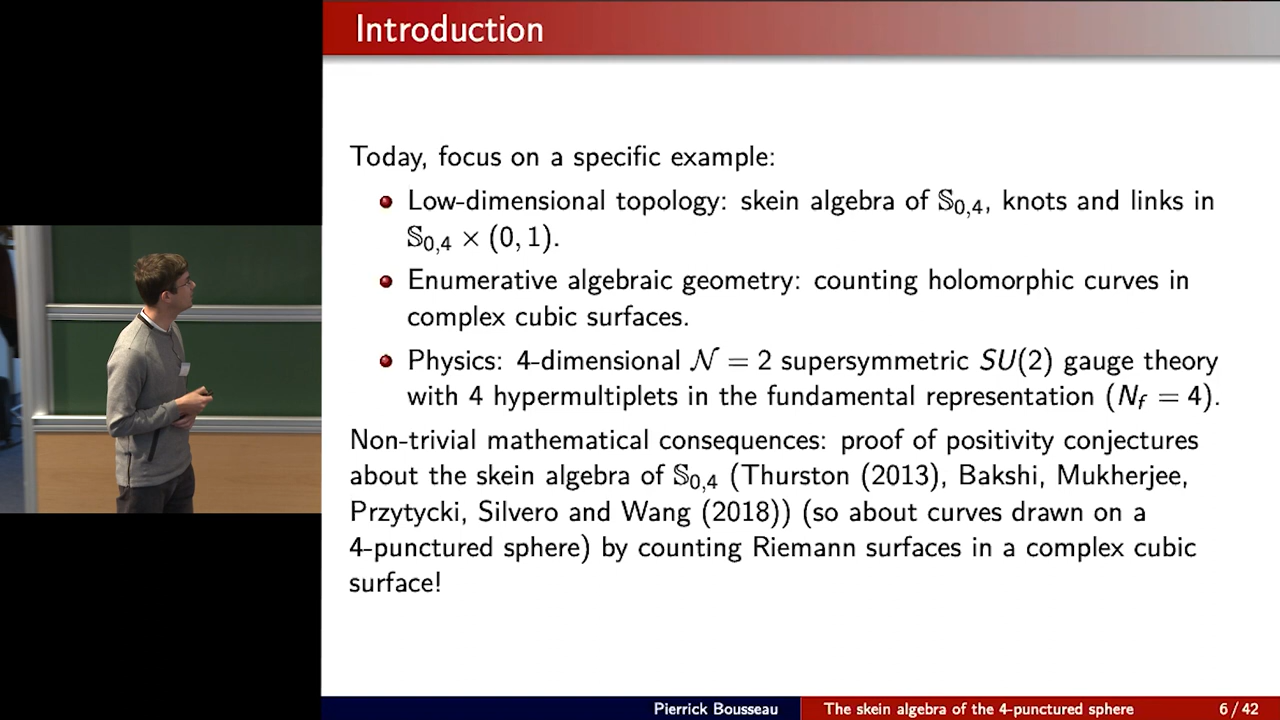 Introduction
Today, focus on a specific example:
Low-dimensional topology: skein algebra of 𝕊₀,₄, knots and links in
𝕊₀,₄ × (0, 1).
Enumerative algebraic geometry: counting holomorphic curves in
complex cubic surfaces.
Physics: 4-dimensional 𝒩 = 2 supersymmetric SU(2) gauge theory
with 4 hypermultiplets in the fundamental representation (N_f = 4).
Non-trivial mathematical consequences: proof of positivity conjectures
about the skein algebra of 𝕊₀,₄ (Thurston (2013), Bakshi, Mukherjee,
Przytycki, Silvero and Wang (2018)) (so about curves drawn on a
4-punctured sphere) by counting Riemann surfaces in a complex cubic
surface!
Pierrick Bousseau
The skein algebra of the 4-punctured sphere
6 / 42